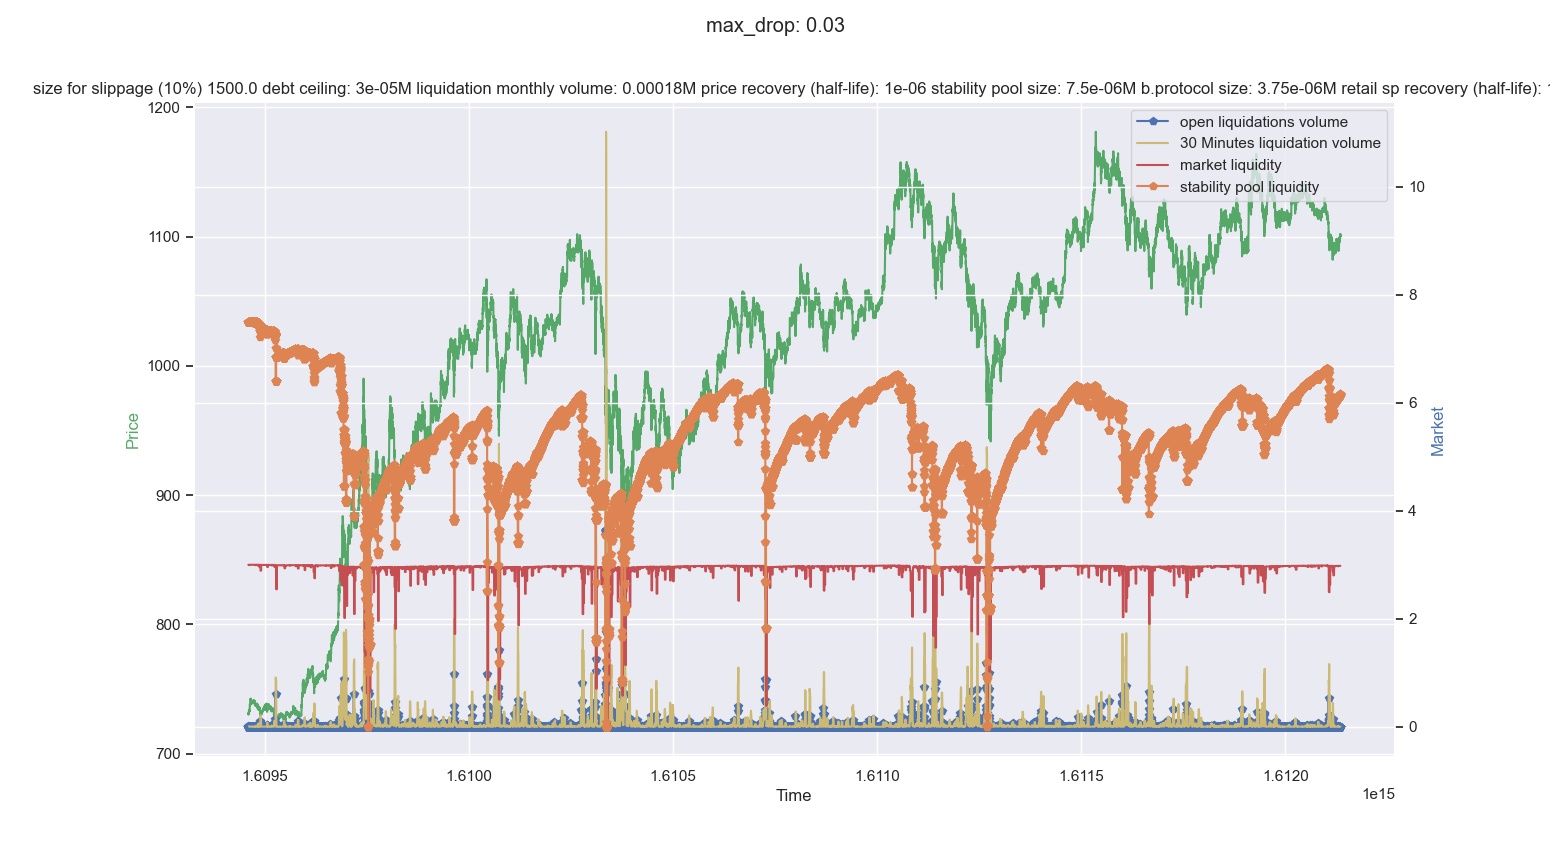 max_drop: 0.03
size for slippage (10%) 1500.0 debt ceiling: 3e-05M liquidation monthly volume: 0.00018M price recovery (half-life): 1e-06 stability pool size: 7.5e-06M b.protocol size: 3.75e-06M retail sp recovery (half-life):
1200
1100
1000
900
800
700
Price
open liquidations volume
30 Minutes liquidation volume
market liquidity
stability pool liquidity
10
8
6
4
2
0
Market
1.6095 1.6100 1.6105 1.6110 1.6115 1.6120
1e15
Time